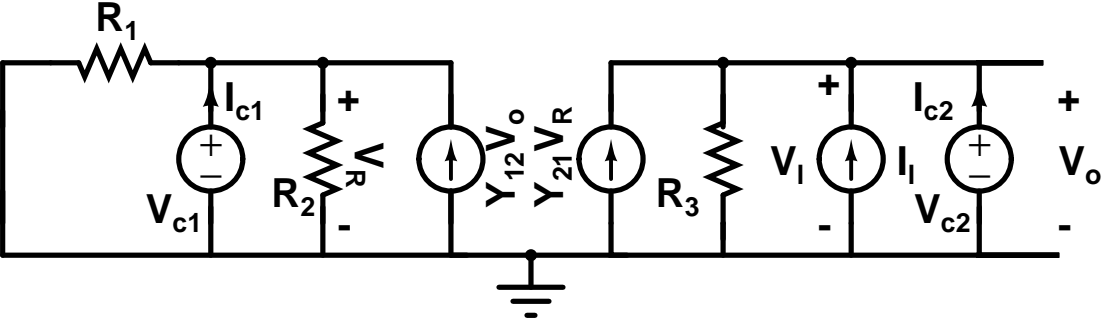 R1
Ic1
+
Vc1
+
−
R2
+
VR
-
Y12Vo
Y21VR
R3
+
VI
-
II
Ic2
+
−
Vc2
+
Vo
-